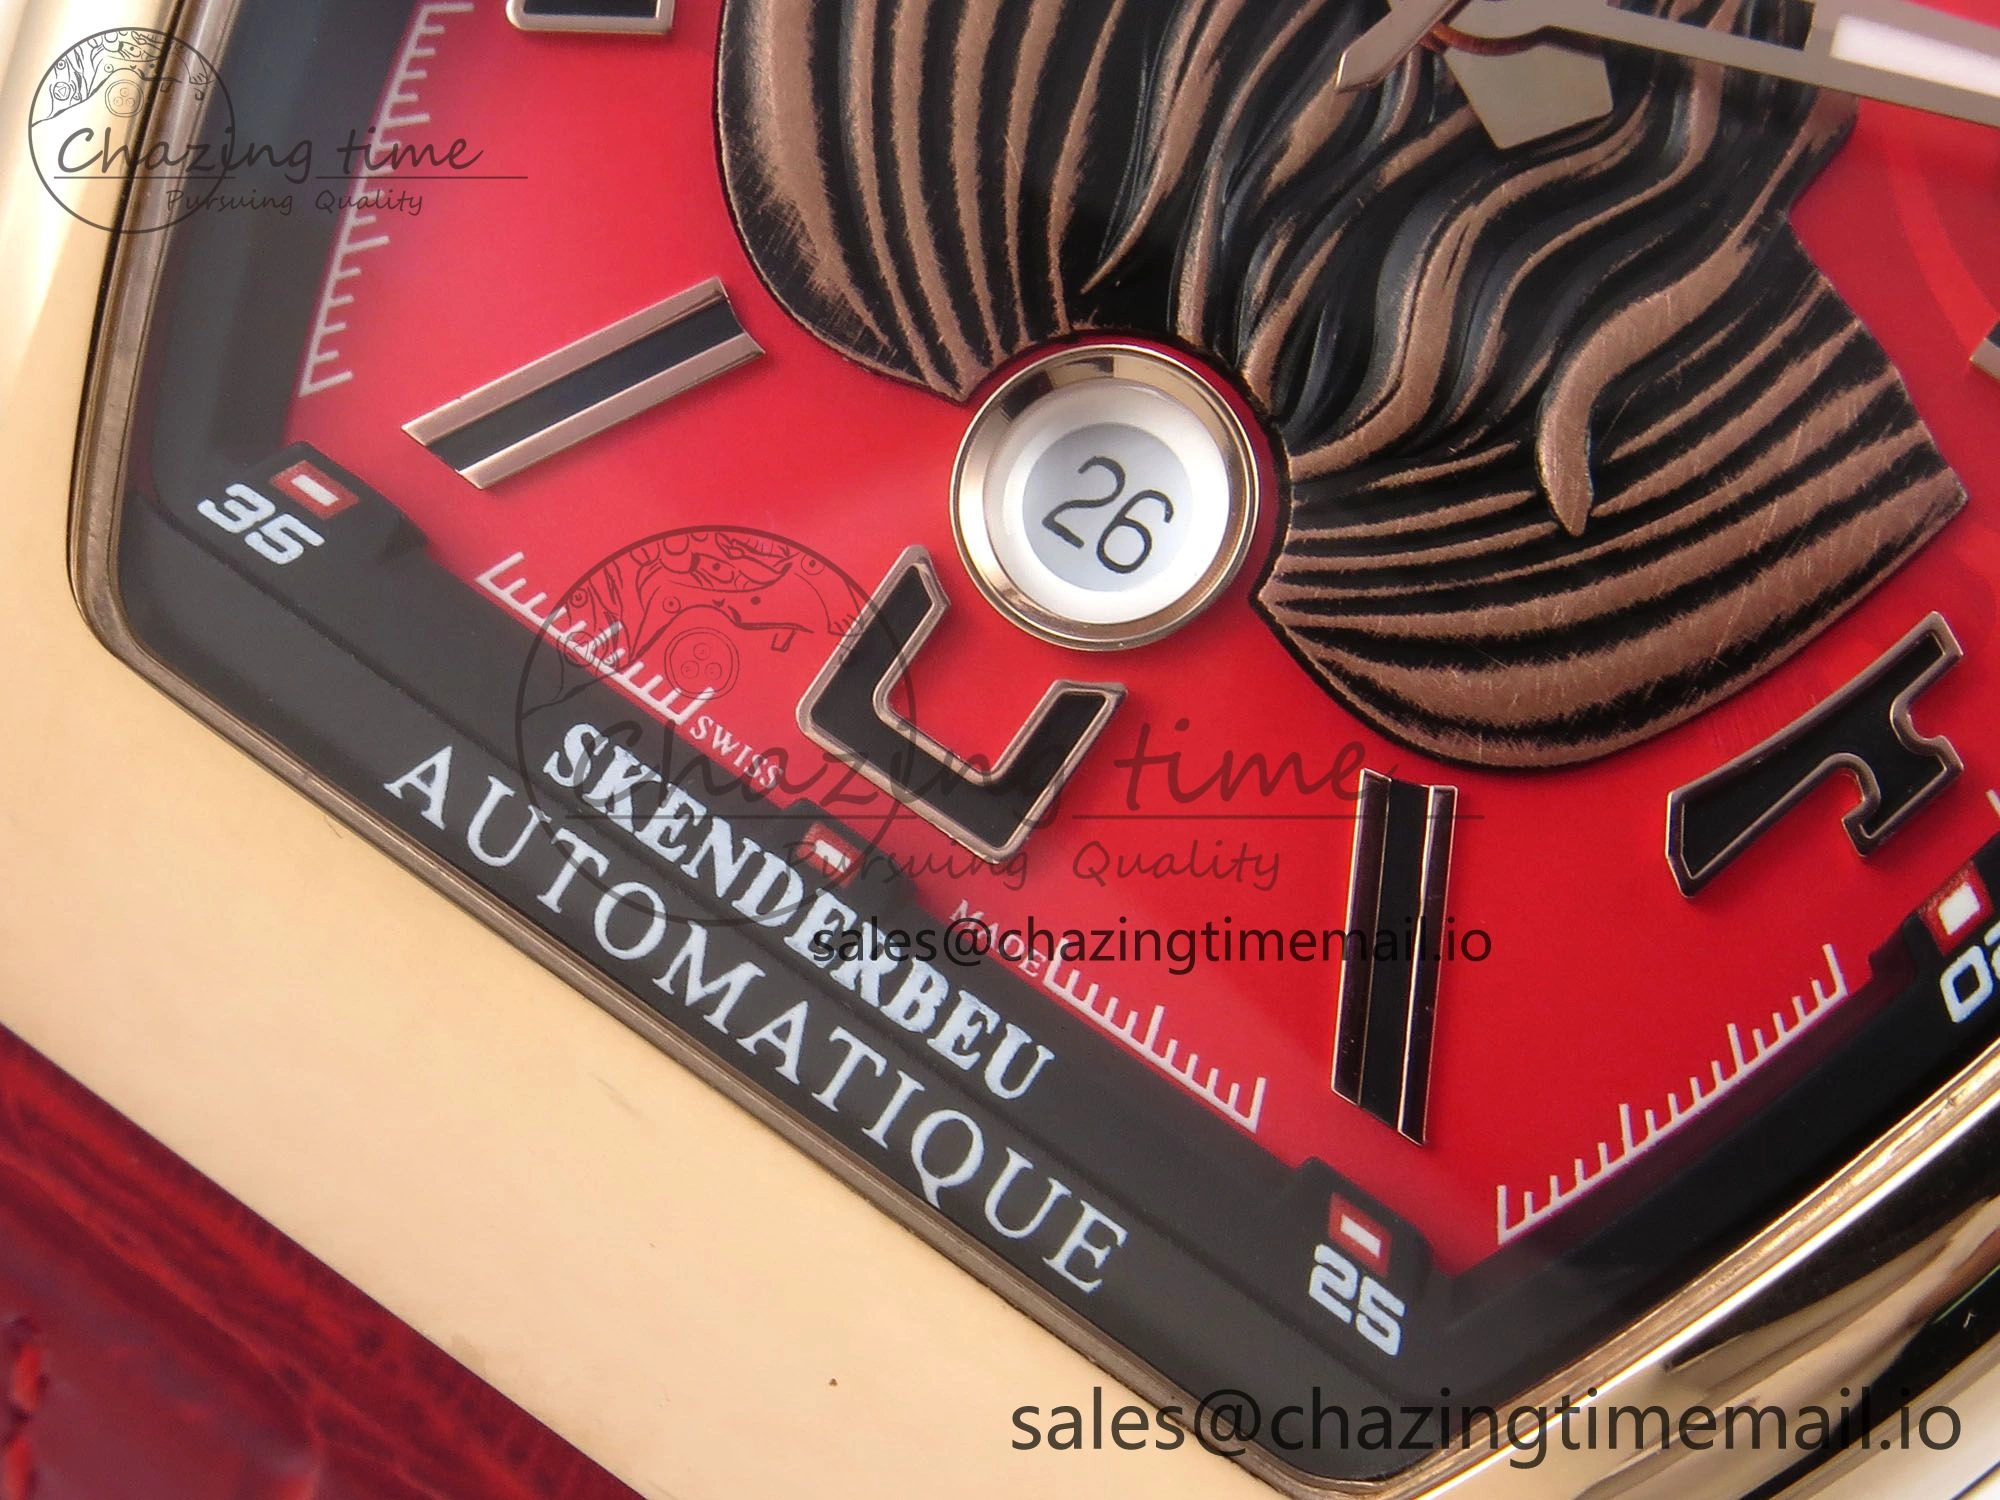 Chazing time
Pursuing Quality
35
26
SWISS
MADE
SKENDERBEU
AUTOMATIQUE
Chazing time
Pursuing Quality
sales@chazingtimemail.io
20
25
sales@chazingtimemail.io